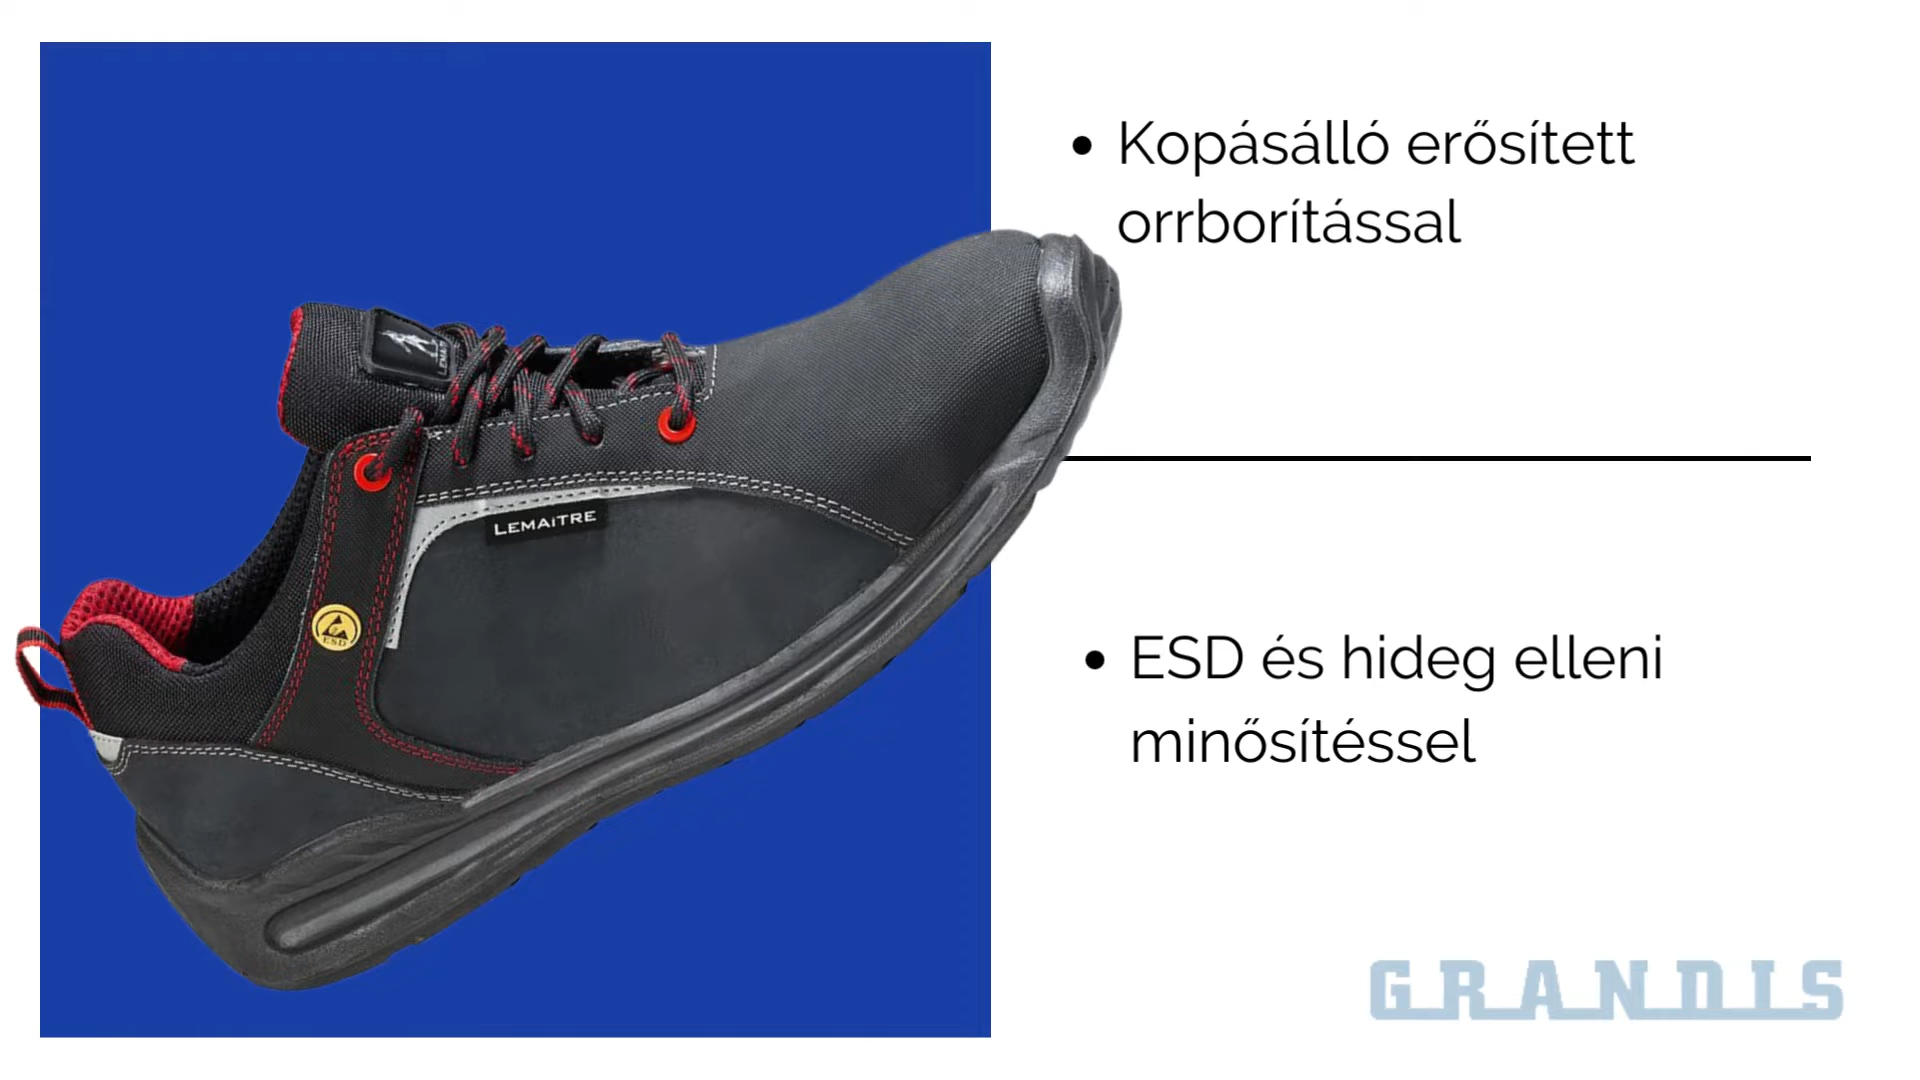 • Kopásálló erősített
orrborítással
LEMAiTRE
ESD
• ESD és hideg elleni
minősítéssel
GRANDIS